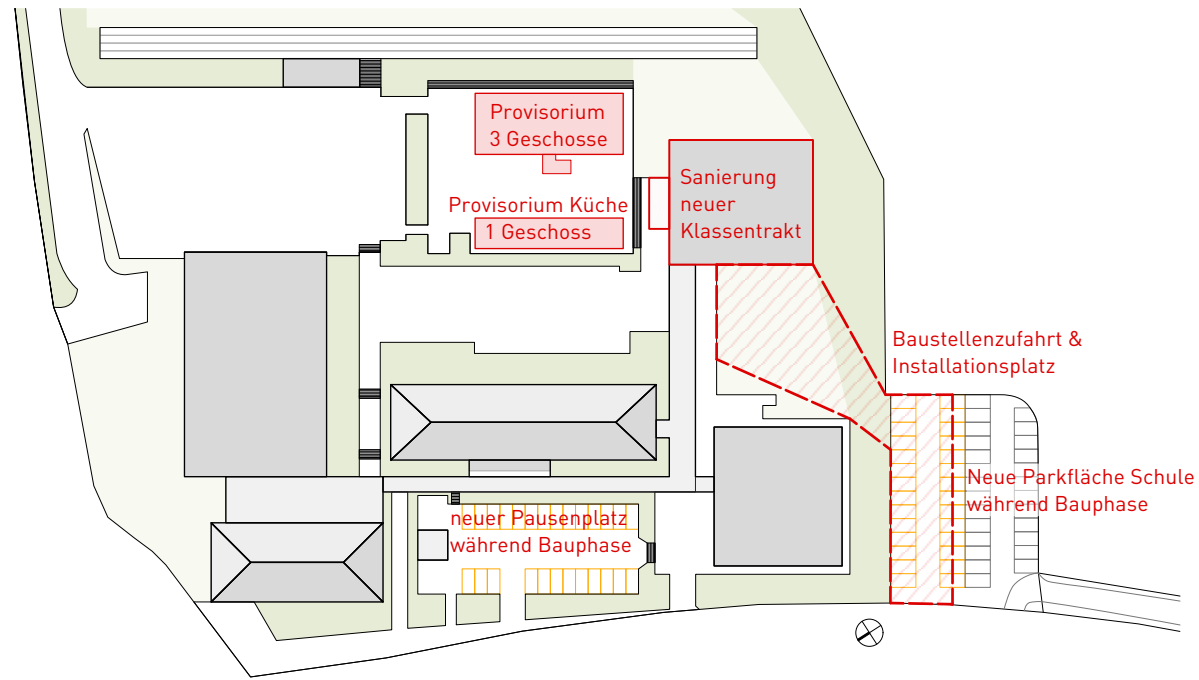 Provisorium
3 Geschosse
Sanierung
neuer
Klassentrakt
Provisorium Küche
1 Geschoss
Baustellenzufahrt &
Installationsplatz
Neue Parkfläche Schule
während Bauphase
neuer Pausenplatz
während Bauphase